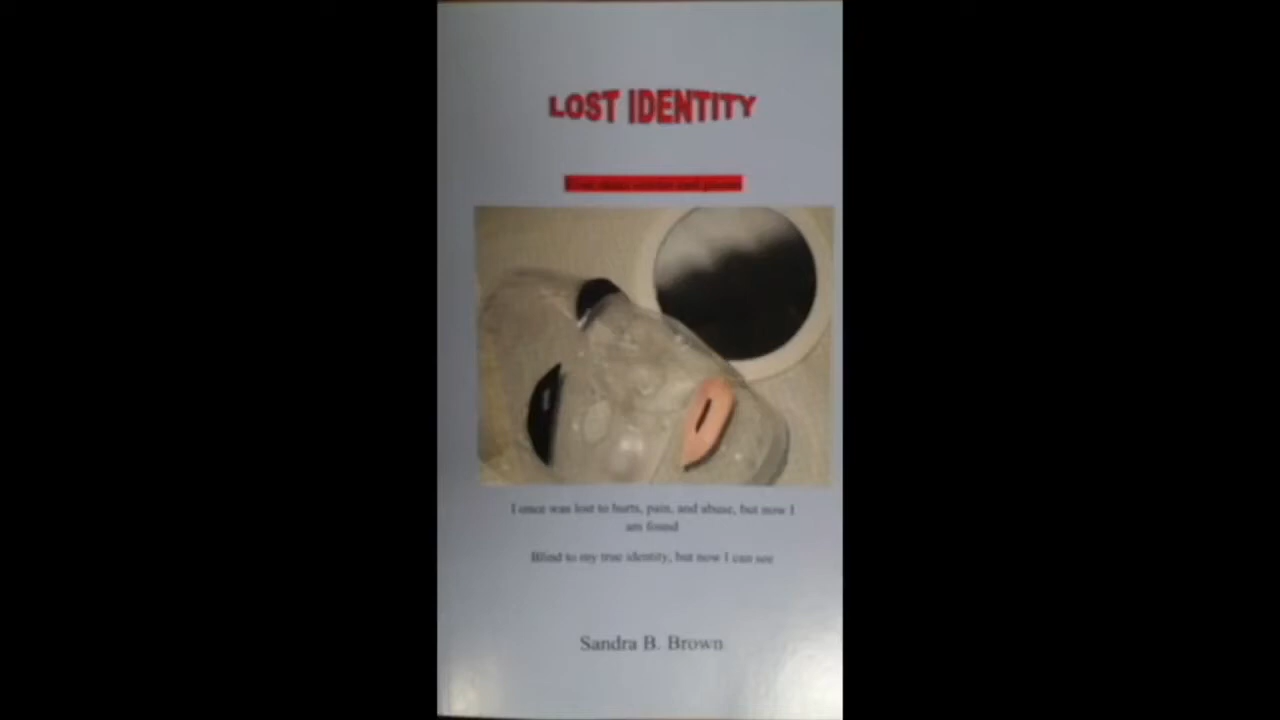 LOST IDENTITY
and
I once was lost to hurts, pain, and abuse, but now I
am found
Blind to my true identity, but now I can see
Sandra B. Brown